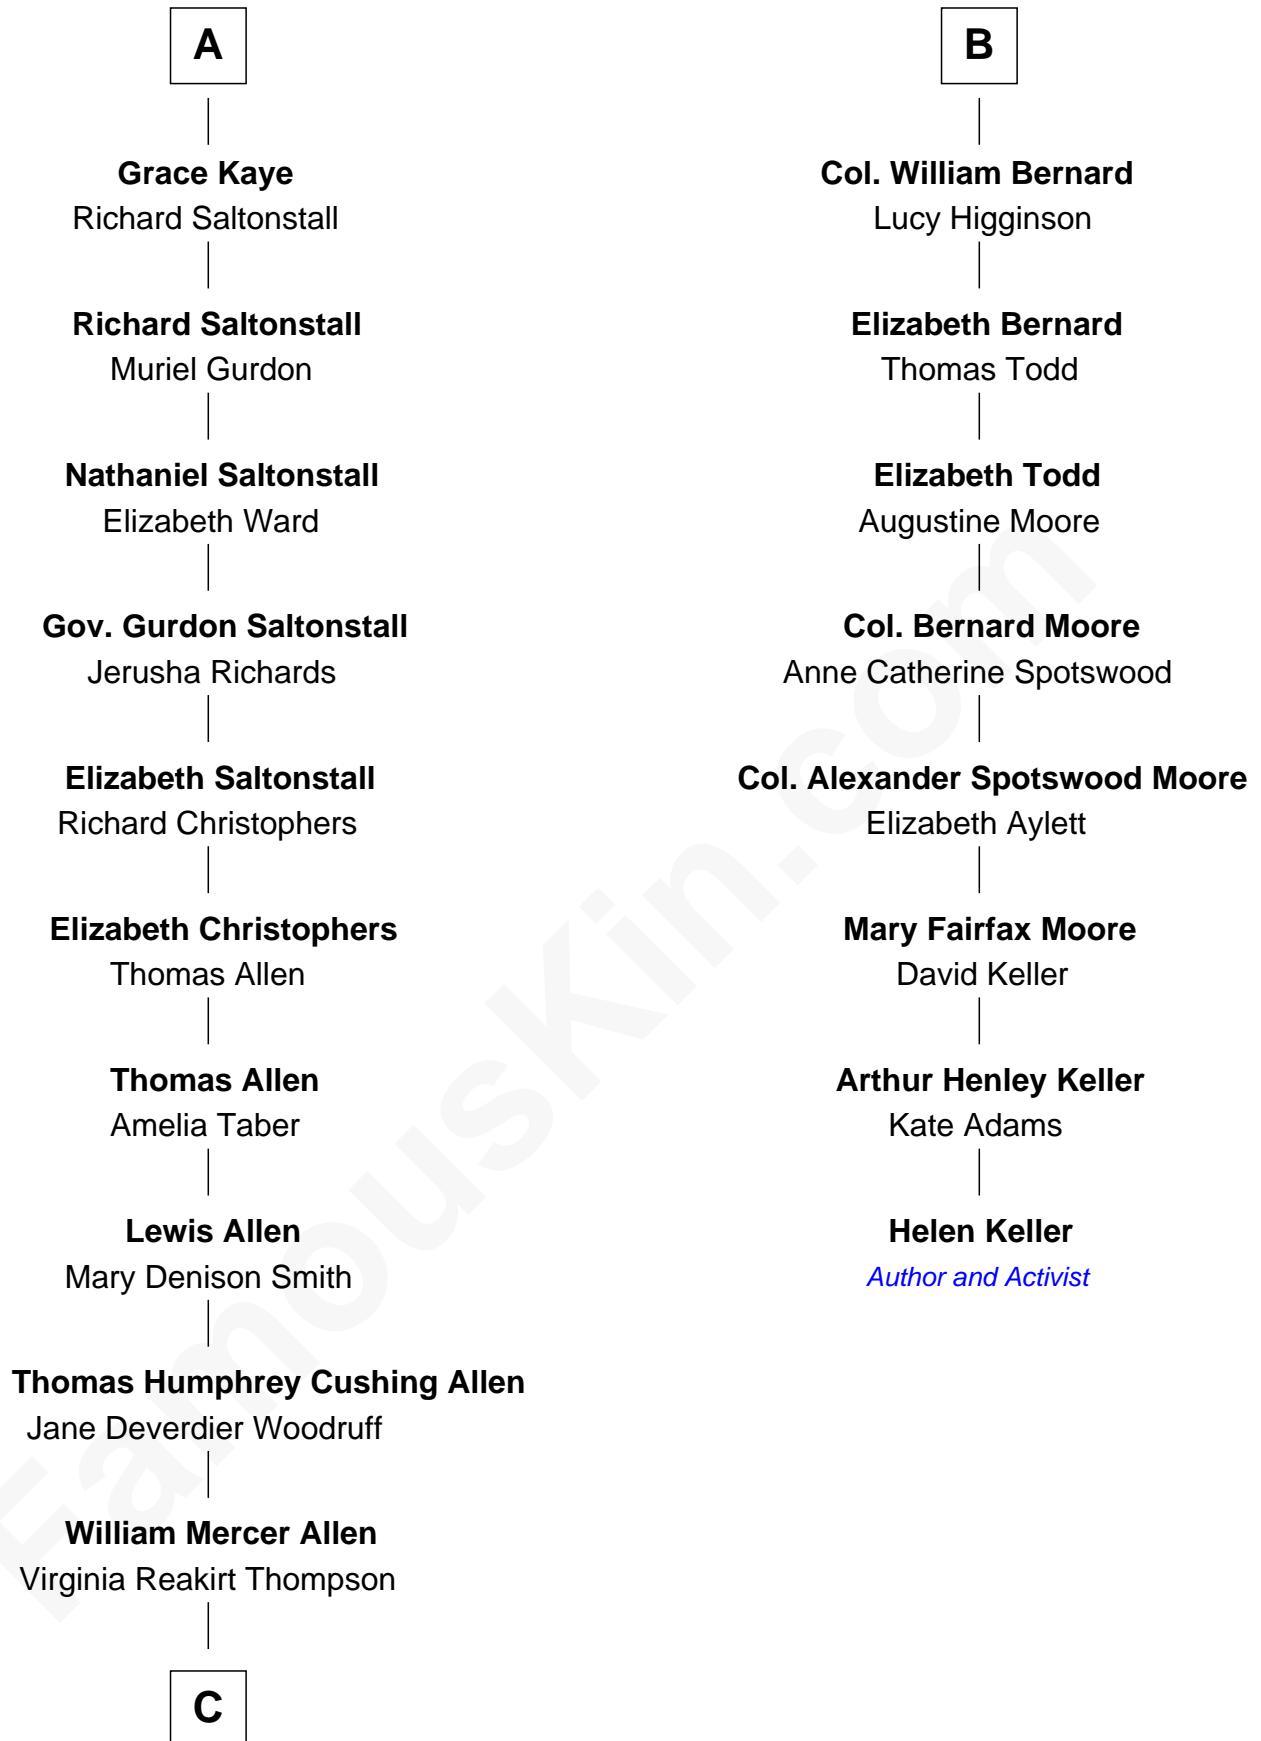 A
Grace Kaye
Richard Saltonstall
Richard Saltonstall
Muriel Gurdon
Nathaniel Saltonstall
Elizabeth Ward
Gov. Gurdon Saltonstall
Jerusha Richards
Elizabeth Saltonstall
Richard Christophers
Elizabeth Christophers
Thomas Allen
Thomas Allen
Amelia Taber
Lewis Allen
Mary Denison Smith
Thomas Humphrey Cushing Allen
Jane Deverdier Woodruff
William Mercer Allen
Virginia Reakirt Thompson
C
B
Col. William Bernard
Lucy Higginson
Elizabeth Bernard
Thomas Todd
Elizabeth Todd
Augustine Moore
Col. Bernard Moore
Anne Catherine Spotswood
Col. Alexander Spotswood Moore
Elizabeth Aylett
Mary Fairfax Moore
David Keller
Arthur Henley Keller
Kate Adams
Helen Keller
Author and Activist
FamousKin.com